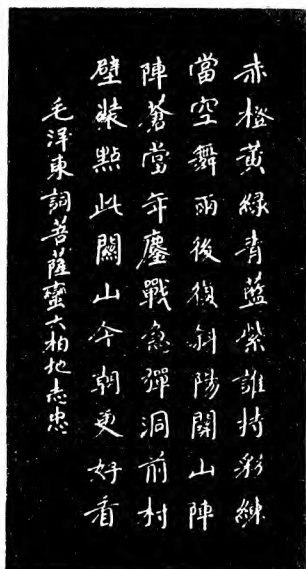 赤橙黃綠青藍紫誰持彩練
當空舞雨後復斜陽關山陣
陣蒼當年鏖戰急彈洞前村
壁裝點此關山今朝更好看
毛澤東詞菩薩蠻大柏地志忠